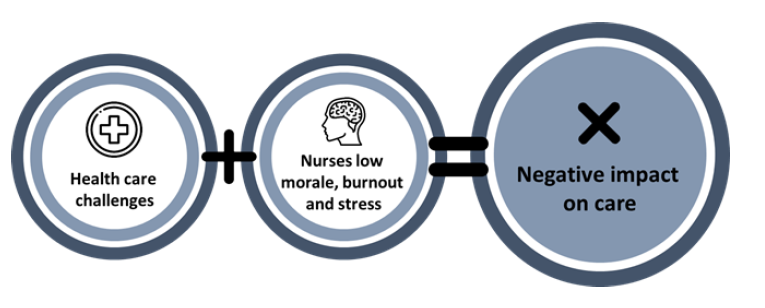 Health care
challenges
+
Nurses low
morale, burnout
and stress
=
Negative impact
on care